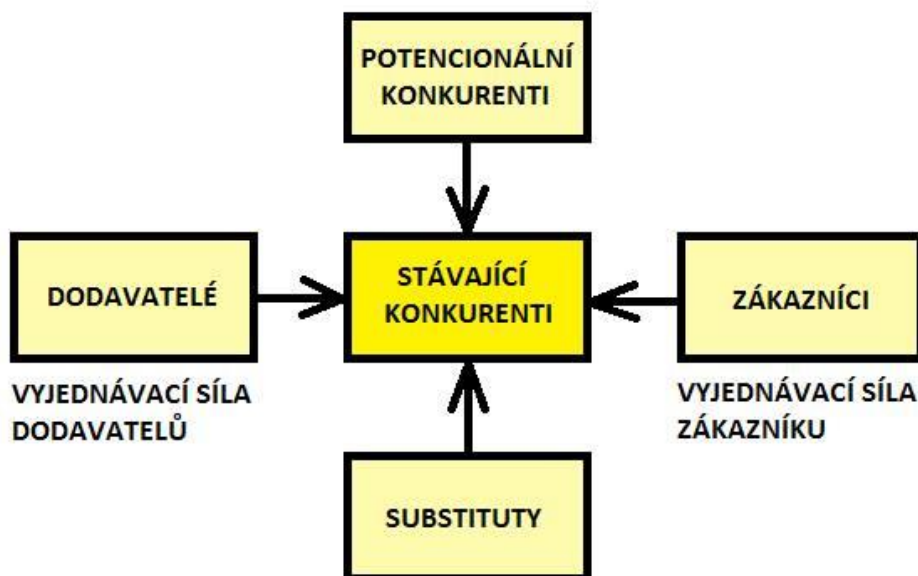 POTENCIONÁLNÍ
KONKURENTI
DODAVATELÉ
STÁVAJÍCÍ
KONKURENTI
ZÁKAZNÍCI
VYJEDNÁVACÍ SÍLA
DODAVATELŮ
VYJEDNÁVACÍ SÍLA
ZÁKAZNÍKU
SUBSTITUTY